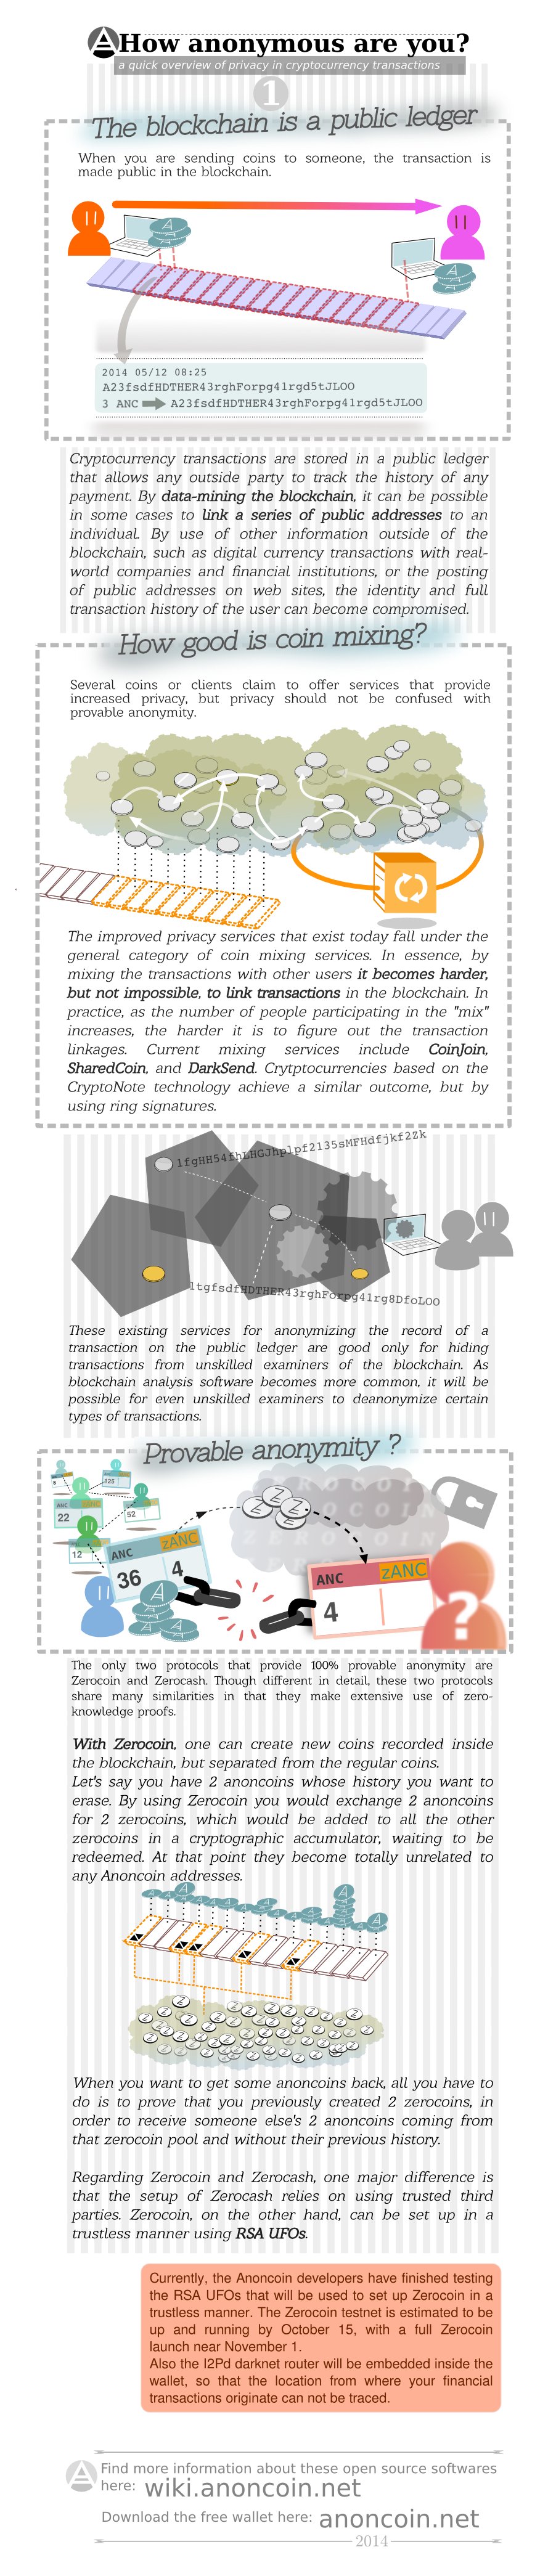 How anonymous are you?
a quick overview of privacy in cryptocurrency transactions
1
The blockchain is a public ledger
When you are sending coins to someone, the transaction is
made public in the blockchain.
2014 05/12 08:25
A23fsdfHDTHER43rghForpg41rgd5tJLOO
3 ANC A23fsdfHDTHER43rghForpg41rgd5tJLOO
Cryptocurrency transactions are stored in a public ledger
that allows any outside party to track the history of any
payment. By data-mining the blockchain, it can be possible
in some cases to link a series of public addresses to an
individual. By use of other information outside of the
blockchain, such as digital currency transactions with real-
world companies and financial institutions, or the posting
of public addresses on web sites, the identity and full
transaction history of the user can become compromised.
How good is coin mixing?
Several coins or clients claim to offer services that provide
increased privacy, but privacy should not be confused with
provable anonymity.
The improved privacy services that exist today fall under the
general category of coin mixing services. In essence, by
mixing the transactions with other users it becomes harder,
but not impossible, to link transactions in the blockchain. In
practice, as the number of people participating in the "mix"
increases, the harder it is to figure out the transaction
linkages. Current mixing services include CoinJoin,
SharedCoin, and DarkSend. Crytptocurrencies based on the
CryptoNote technology achieve a similar outcome, but by
using ring signatures.
1fgHH54fhLHGJhplpf2135sMFHdfjkf2Zk
1tgfsdfHDTHER43rghForpg41rg8DfoLOO
These existing services for anonymizing the record of a
transaction on the public ledger are good only for hiding
transactions from unskilled examiners of the blockchain. As
blockchain analysis software becomes more common, it will be
possible for even unskilled examiners to deanonymize certain
types of transactions.
Provable anonymity ?
8
125
ANC
22
52
12
ANC zANC
36 4
Z Z Z Z
ANC zANC
4
?
The only two protocols that provide 100% provable anonymity are
Zerocoin and Zerocash. Though different in detail, these two protocols
share many similarities in that they make extensive use of zero-
knowledge proofs.
With Zerocoin, one can create new coins recorded inside
the blockchain, but separated from the regular coins.
Let's say you have 2 anoncoins whose history you want to
erase. By using Zerocoin you would exchange 2 anoncoins
for 2 zerocoins, which would be added to all the other
zerocoins in a cryptographic accumulator, waiting to be
redeemed. At that point they become totally unrelated to
any Anoncoin addresses.
When you want to get some anoncoins back, all you have to
do is to prove that you previously created 2 zerocoins, in
order to receive someone else's 2 anoncoins coming from
that zerocoin pool and without their previous history.
Regarding Zerocoin and Zerocash, one major difference is
that the setup of Zerocash relies on using trusted third
parties. Zerocoin, on the other hand, can be set up in a
trustless manner using RSA UFOs.
Currently, the Anoncoin developers have finished testing
the RSA UFOs that will be used to set up Zerocoin in a
trustless manner. The Zerocoin testnet is estimated to be
up and running by October 15, with a full Zerocoin
launch near November 1.
Also the I2Pd darknet router will be embedded inside the
wallet, so that the location from where your financial
transactions originate can not be traced.
Find more information about these open source softwares
here: wiki.anoncoin.net
Download the free wallet here: anoncoin.net
2014